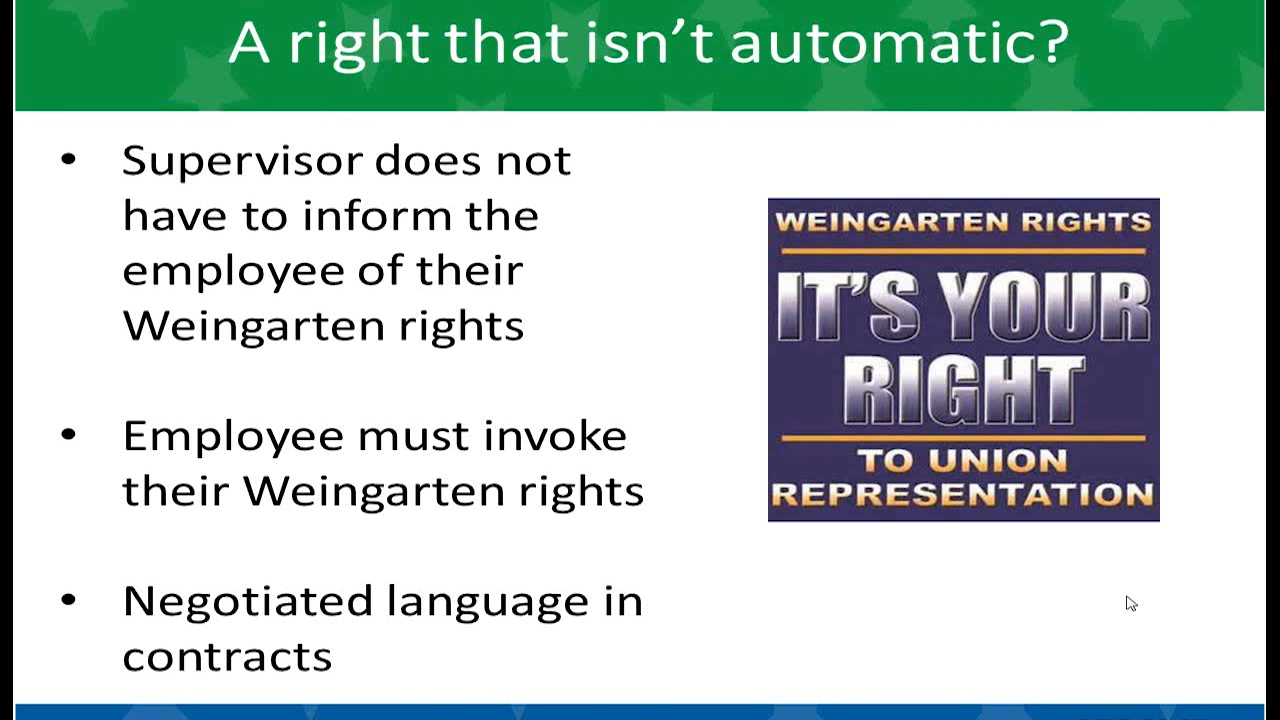 A right that isn’t automatic?
• Supervisor does not
have to inform the
employee of their
Weingarten rights
• Employee must invoke
their Weingarten rights
• Negotiated language in
contracts
WEINGARTEN RIGHTS
IT'S YOUR
RIGHT
TO UNION
REPRESENTATION